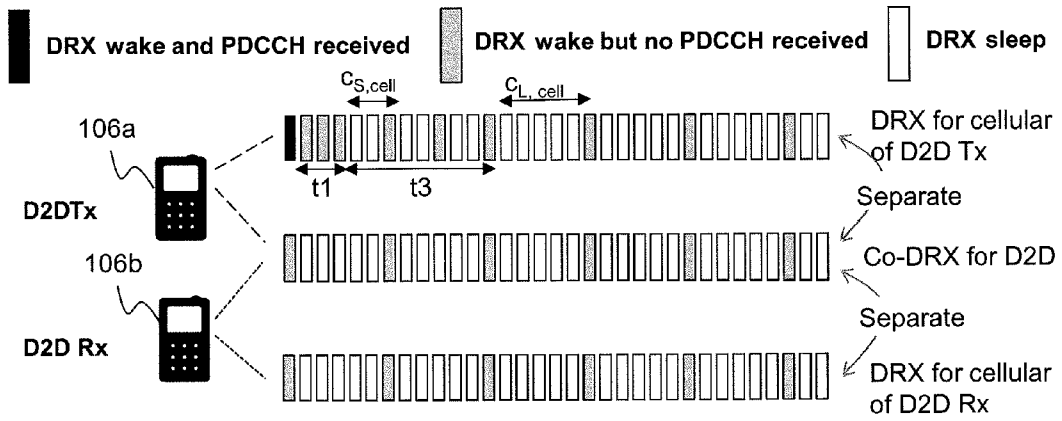 DRX wake and PDCCH received
DRX wake but no PDCCH received
DRX sleep
cS,cell
cL, cell
106a
D2DTx
t1
t3
DRX for cellular
of D2D Tx
Separate
Co-DRX for D2D
106b
D2D Rx
Separate
DRX for cellular
of D2D Rx